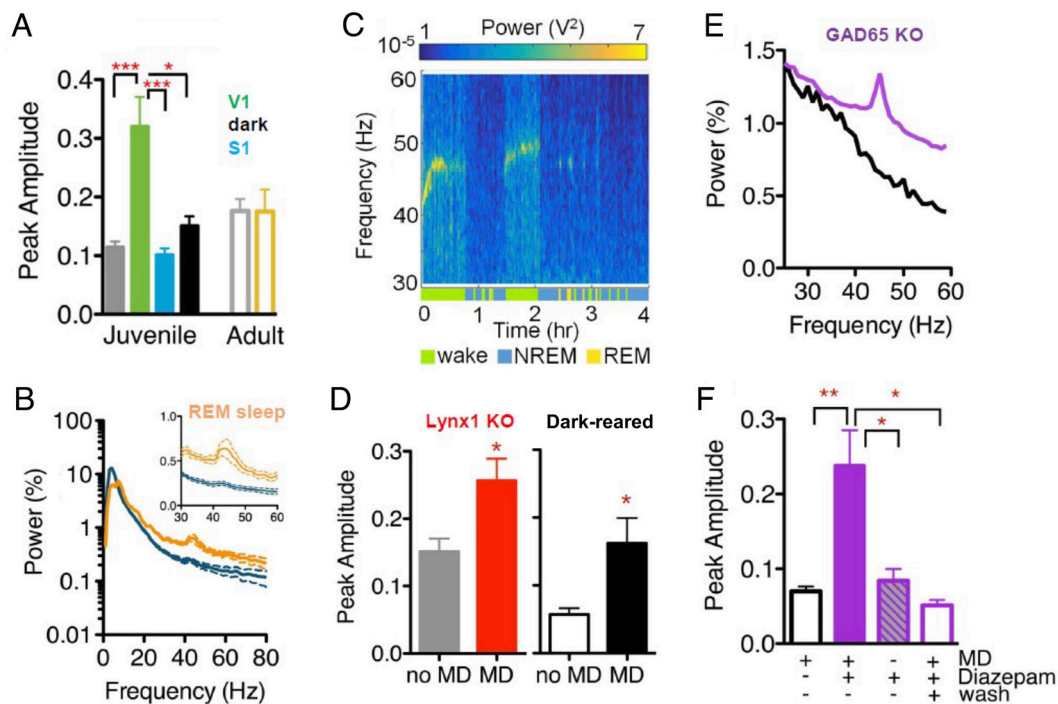 A
Peak Amplitude
0.4
0.3
0.2
0.1
0.0
***
*
***
V1
dark
S1
Juvenile
Adult
B
Power (%)
100
10
1
0.1
0.01
0
20
40
60
80
Frequency (Hz)
REM sleep
1.0
0.5
0.0
30 40 50 60
C
Power (V²)
1
7
10⁻⁵
Frequency (Hz)
60
50
40
30
0 1 2 3 4
Time (hr)
wake NREM REM
D
Lynx1 KO
Dark-reared
Peak Amplitude
0.3
0.2
0.1
0.0
*
*
no MD MD
no MD MD
E
GAD65 KO
Power (%)
1.5
1.0
0.5
0.0
30 40 50 60
Frequency (Hz)
F
Peak Amplitude
0.3
0.2
0.1
0.0
**
*
*
+ + - + MD
- + + + Diazepam
- - - + wash